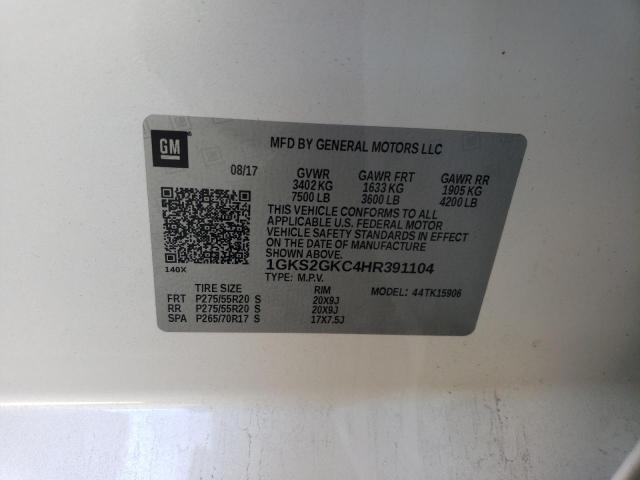 GM
MFD BY GENERAL MOTORS LLC
08/17 GVWR GAWR FRT GAWR RR
3402 KG 1633 KG 1905 KG
7500 LB 3600 LB 4200 LB
THIS VEHICLE CONFORMS TO ALL
APPLICABLE U.S. FEDERAL MOTOR
VEHICLE SAFETY STANDARDS IN
EFFECT ON THE DATE OF MANUFACTURE
SHOWN ABOVE.
1GKS2GKC4HR391104
140X
TYPE: M.P.V. MODEL: 44TK15906
TIRE SIZE RIM
FRT P275/55R20 S 20X9J
RR P275/55R20 S 20X9J
SPA P265/70R17 S 17X7.5J